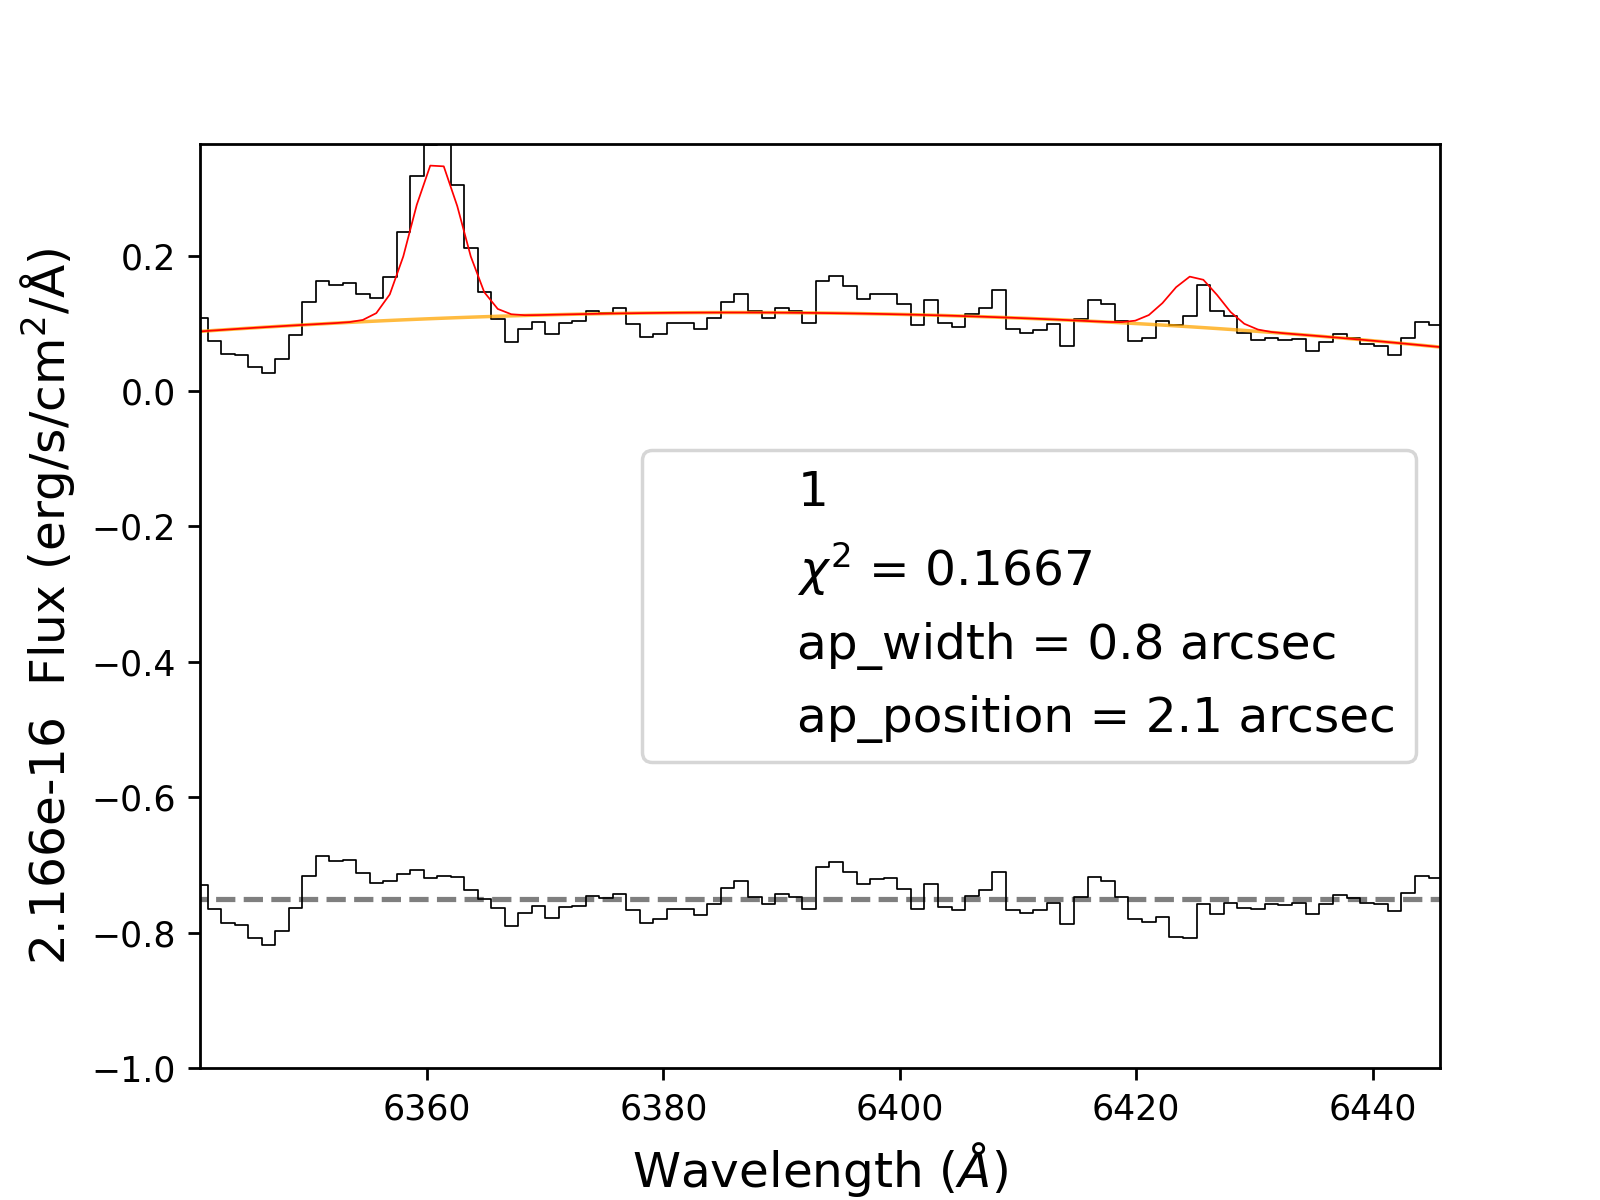 2.166e-16 Flux (erg/s/cm²/Å)
0.2
0.0
−0.2
−0.4
−0.6
−0.8
−1.0
1
χ² = 0.1667
ap_width = 0.8 arcsec
ap_position = 2.1 arcsec
6360 6380 6400 6420 6440
Wavelength (Å)